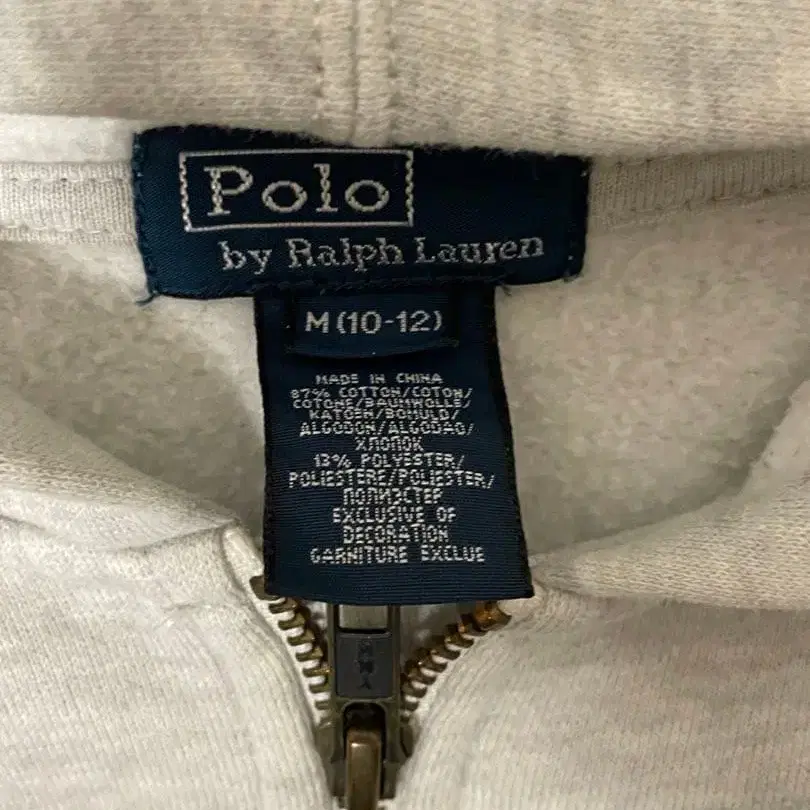 Polo
by Ralph Lauren
M (10-12)
MADE IN CHINA
87% COTTON/COTON/
COTONE/BAUMWOLLE/
KATOEN/BOMULD/
ALGODON/ALGODAO/
ХЛОПОК
13% POLYESTER/
POLIESTERE/POLIESTER/
ПОЛИЭСТЕР
EXCLUSIVE OF
DECORATION
GARNITURE EXCLUE
YKK